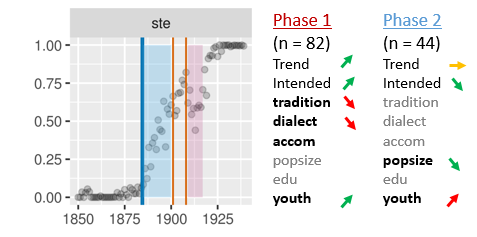 ste
1.00
0.75
0.50
0.25
0.00
1850 1875 1900 1925
Phase 1
(n = 82)
Trend
Intended
tradition
dialect
accom
popsize
edu
youth
Phase 2
(n = 44)
Trend
Intended
tradition
dialect
accom
popsize
edu
youth